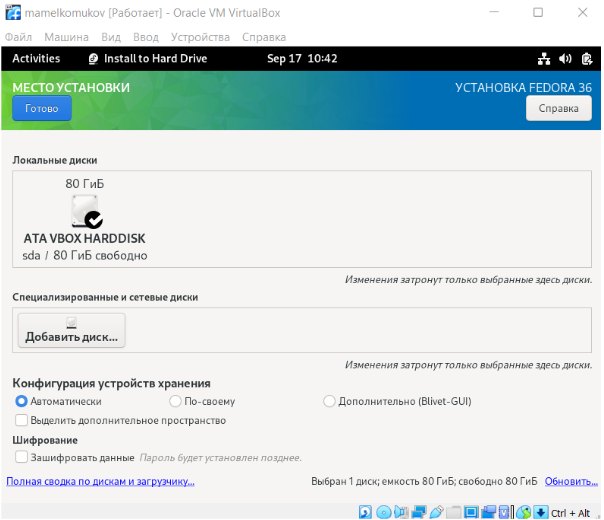 mamelkomukov [Работает] - Oracle VM VirtualBox
Файл Машина Вид Ввод Устройства Справка
Activities Install to Hard Drive Sep 17 10:42
МЕСТО УСТАНОВКИ УСТАНОВКА FEDORA 36
Готово Справка
Локальные диски
80 ГиБ
ATA VBOX HARDDISK
sda / 80 ГиБ свободно
Изменения затронут только выбранные здесь диски.
Специализированные и сетевые диски
Добавить диск...
Изменения затронут только выбранные здесь диски.
Конфигурация устройств хранения
Автоматически По-своему Дополнительно (Blivet-GUI)
Выделить дополнительное пространство
Шифрование
Зашифровать данные Пароль будет установлен позднее.
Полная сводка по дискам и загрузчику... Выбран 1 диск; емкость 80 ГиБ; свободно 80 ГиБ Обновить...
Ctrl + Alt